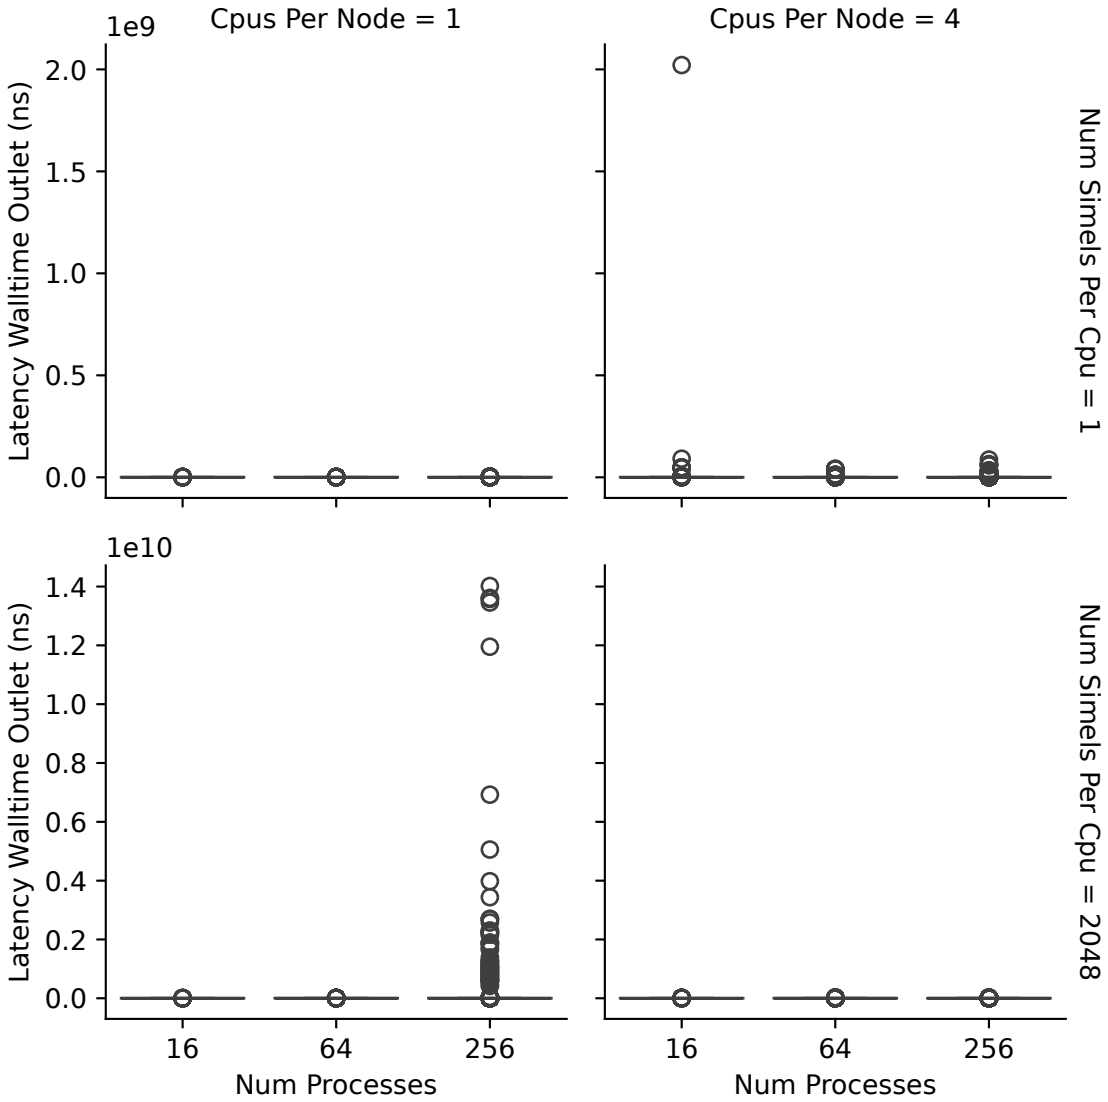 Cpus Per Node = 1
Cpus Per Node = 4
1e9
2.0
1.5
1.0
0.5
0.0
Latency Walltime Outlet (ns)
Num Simels Per Cpu = 1
1e10
1.4
1.2
1.0
0.8
0.6
0.4
0.2
0.0
Latency Walltime Outlet (ns)
Num Simels Per Cpu = 2048
16 64 256
16 64 256
Num Processes
Num Processes